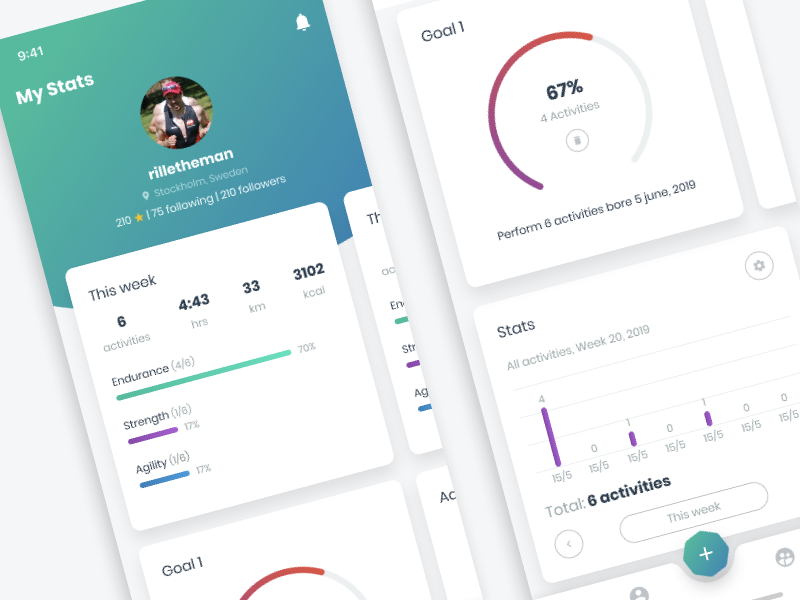 9:41
My Stats
rilletheman
Stockholm, Sweden
210 ★ | 75 following | 210 followers
This week
6
activities
4:43
hrs
33
km
3102
kcal
Endurance (4/6)
70%
Strength (1/6)
17%
Agility (1/6)
17%
Th
ac
En
Str
Ag
Goal 1
Ac
Goal 1
67%
4 Activities
Perform 6 activities bore 5 june, 2019
Stats
All activities, Week 20, 2019
4
0
1
0
1
0
0
15/5
15/5
15/5
15/5
15/5
15/5
15/5
Total: 6 activities
This week